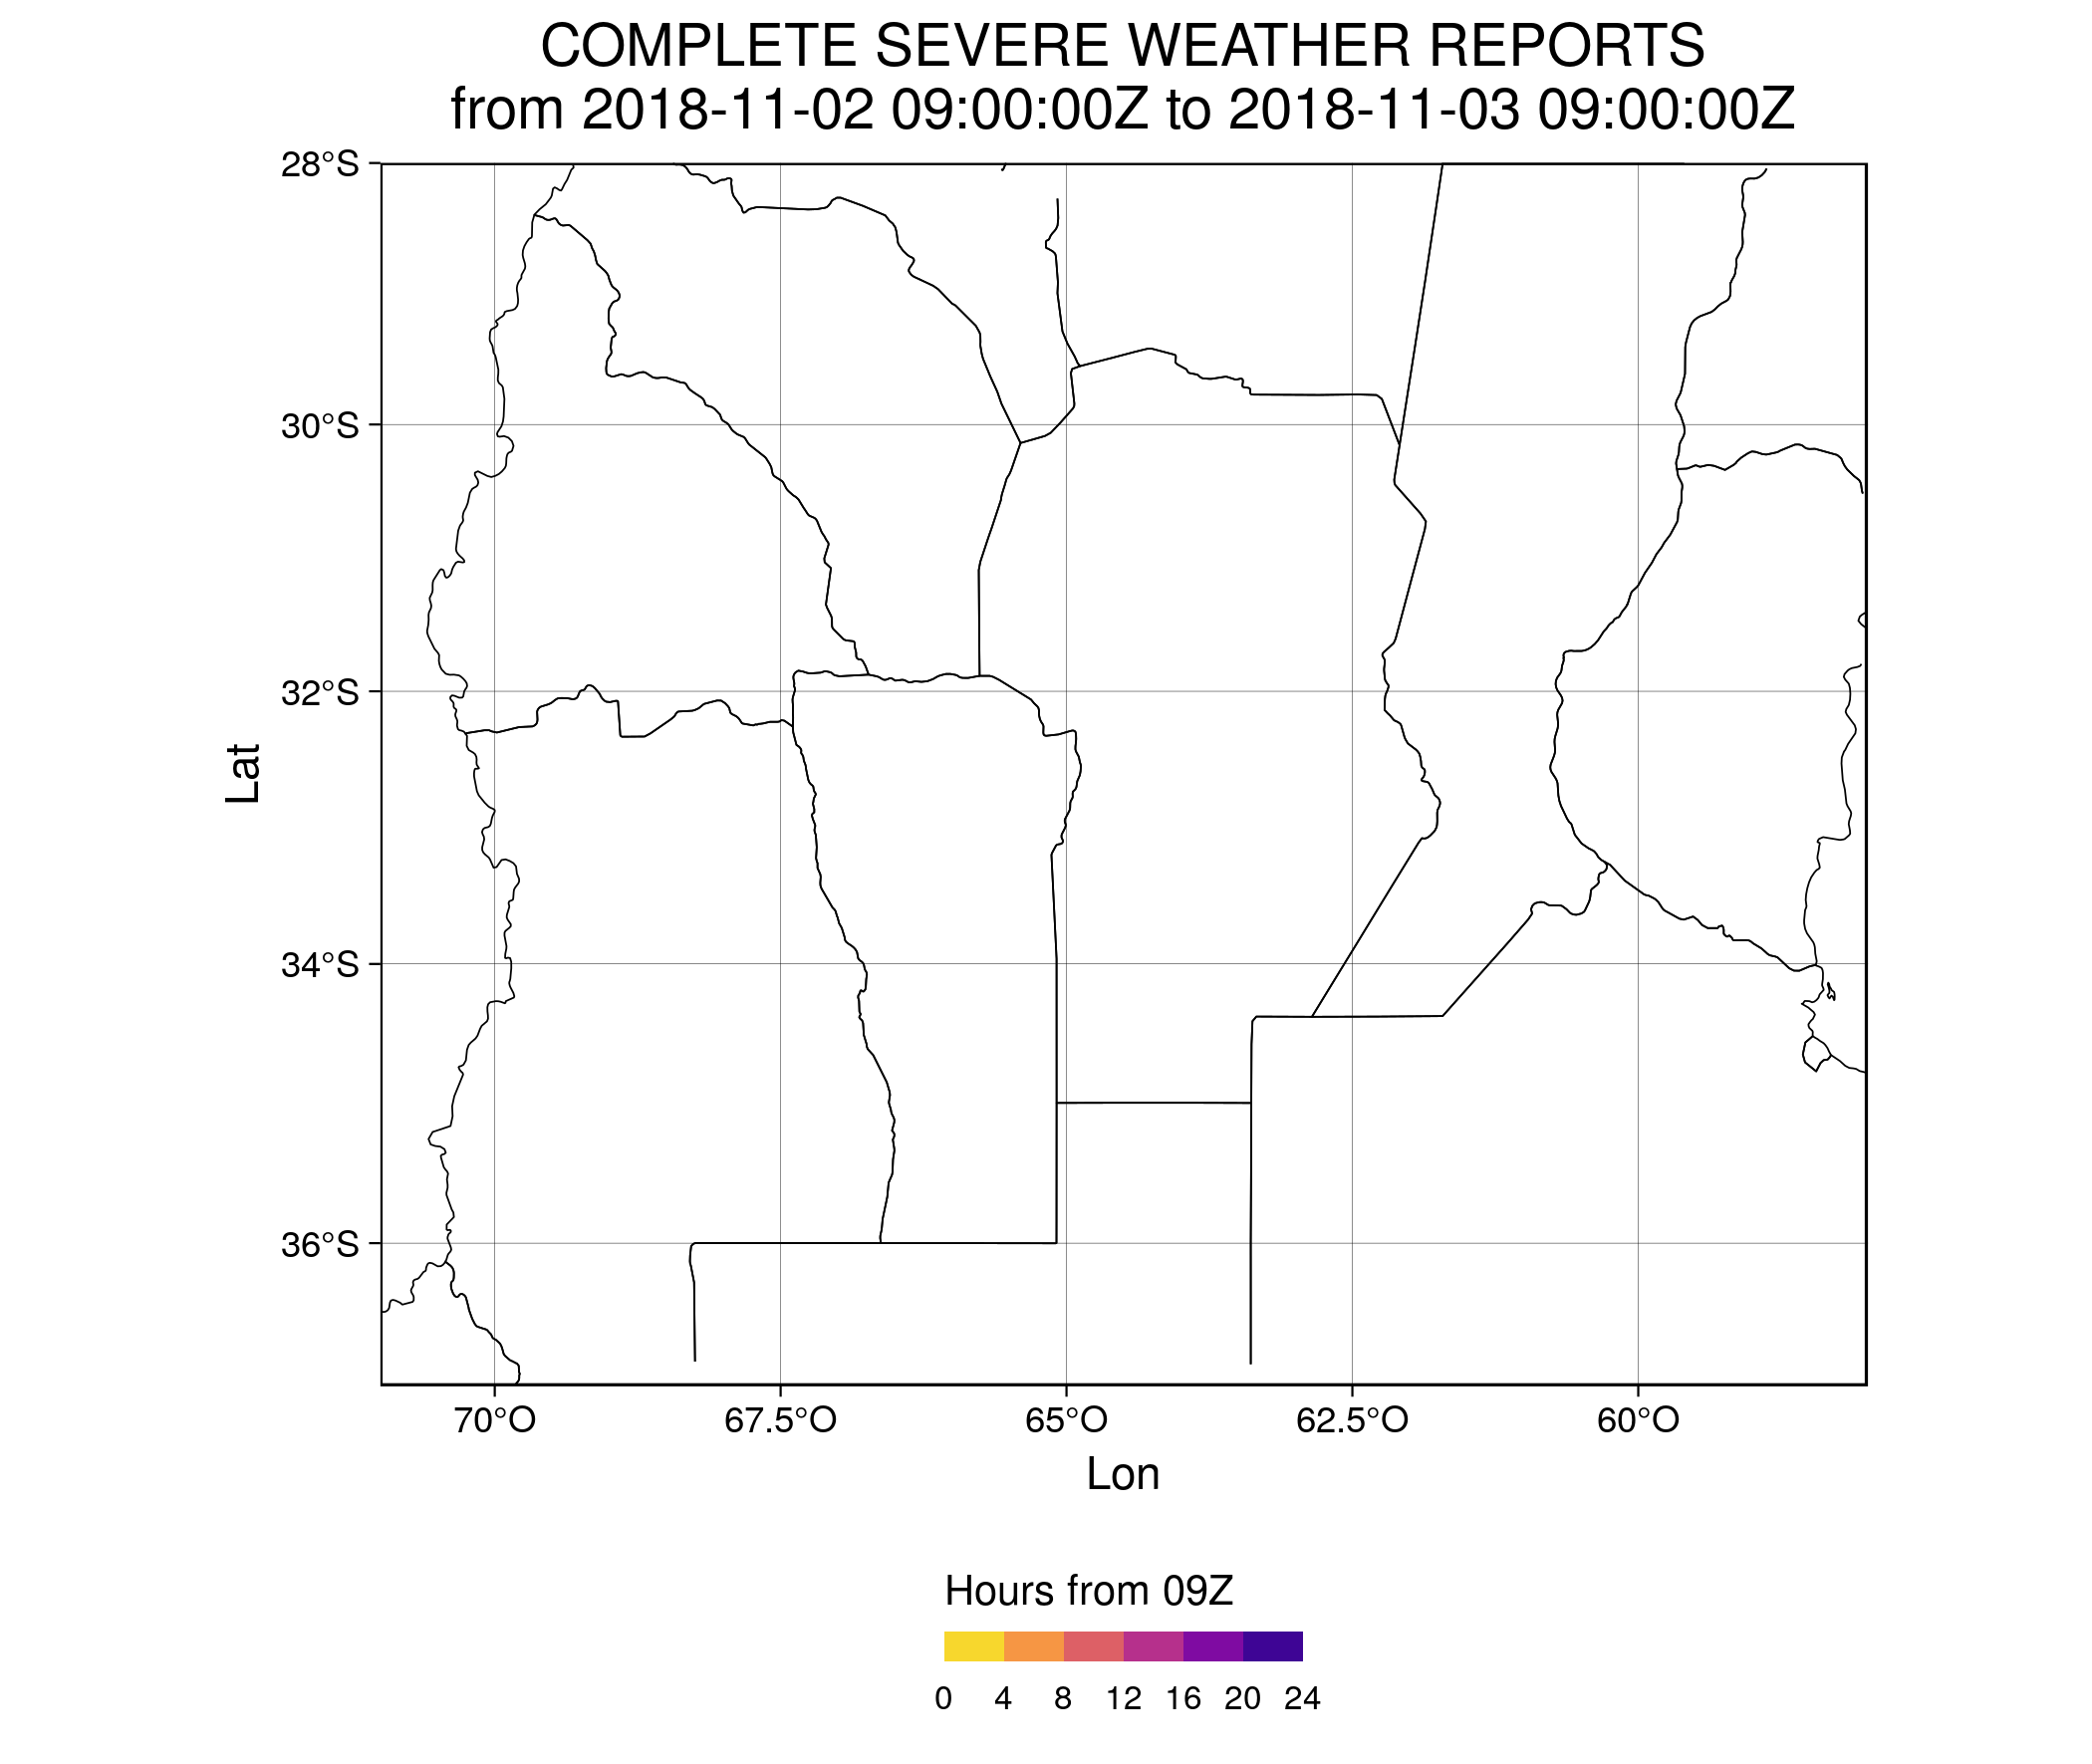 COMPLETE SEVERE WEATHER REPORTS
from 2018-11-02 09:00:00Z to 2018-11-03 09:00:00Z
28°S
30°S
32°S
34°S
36°S
Lat
70°O 67.5°O 65°O 62.5°O 60°O
Lon
Hours from 09Z
0 4 8 12 16 20 24